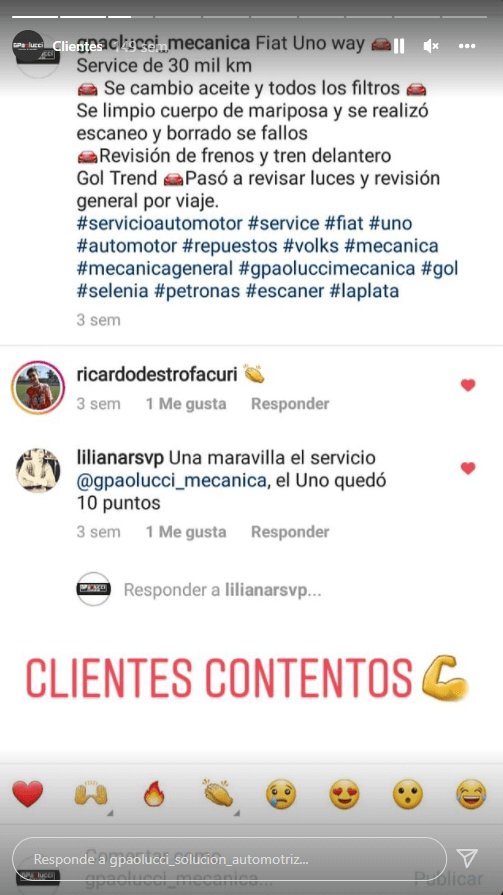 GPaolucci
Clientes 149 sem
gpaolucci_mecanica Fiat Uno way 🚘
Service de 30 mil km
🚘 Se cambio aceite y todos los filtros 🚘
Se limpio cuerpo de mariposa y se realizó
escaneo y borrado se fallos
🚘Revisión de frenos y tren delantero
Gol Trend 🚘Pasó a revisar luces y revisión
general por viaje.
#servicioautomotor #service #fiat #uno
#automotor #repuestos #volks #mecanica
#mecanicageneral #gpaoluccimecanica #gol
#selenia #petronas #escaner #laplata
3 sem
ricardodestrofacuri 👏
3 sem 1 Me gusta Responder
lilianarsvp Una maravilla el servicio
@gpaolucci_mecanica, el Uno quedó
10 puntos
3 sem 1 Me gusta Responder
GPaolucci Responder a lilianarsvp...
CLIENTES CONTENTOS💪
Comentar como
Responde a gpaolucci_solucion_automotriz...
GPaolucci gpaolucci_mecanica... Publicar